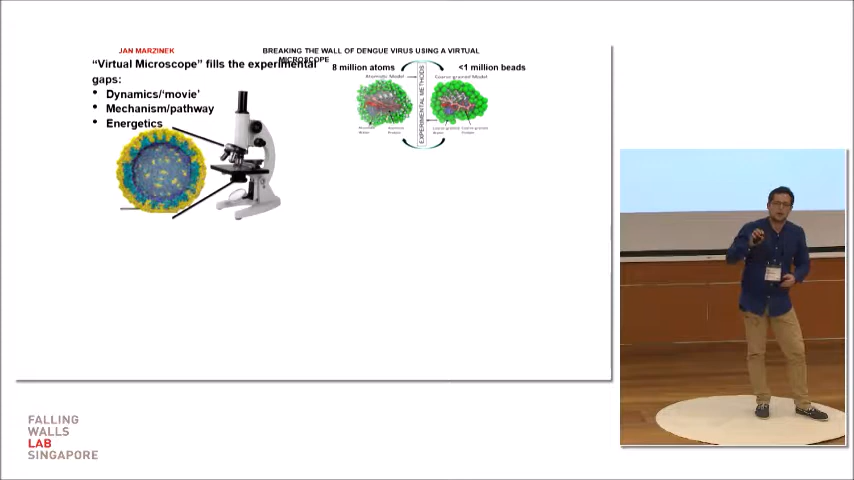 JAN MARZINEK
BREAKING THE WALL OF DENGUE VIRUS USING A VIRTUAL
MICROSCOPE
“Virtual Microscope” fills the experimental
gaps:
• Dynamics/‘movie’
• Mechanism/pathway
• Energetics
8 million atoms
<1 million beads
Atomistic Model
Coarse-grained Model
EXPERIMENTAL METHODS
FALLING
WALLS
LAB
SINGAPORE